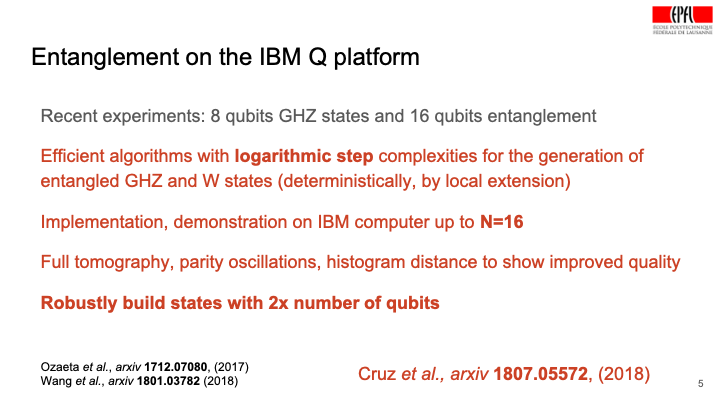 EPFL
ÉCOLE POLYTECHNIQUE
FÉDÉRALE DE LAUSANNE
Entanglement on the IBM Q platform
Recent experiments: 8 qubits GHZ states and 16 qubits entanglement
Efficient algorithms with logarithmic step complexities for the generation of
entangled GHZ and W states (deterministically, by local extension)
Implementation, demonstration on IBM computer up to N=16
Full tomography, parity oscillations, histogram distance to show improved quality
Robustly build states with 2x number of qubits
Ozaeta et al., arxiv 1712.07080, (2017)
Wang et al., arxiv 1801.03782 (2018)
Cruz et al., arxiv 1807.05572, (2018)
5